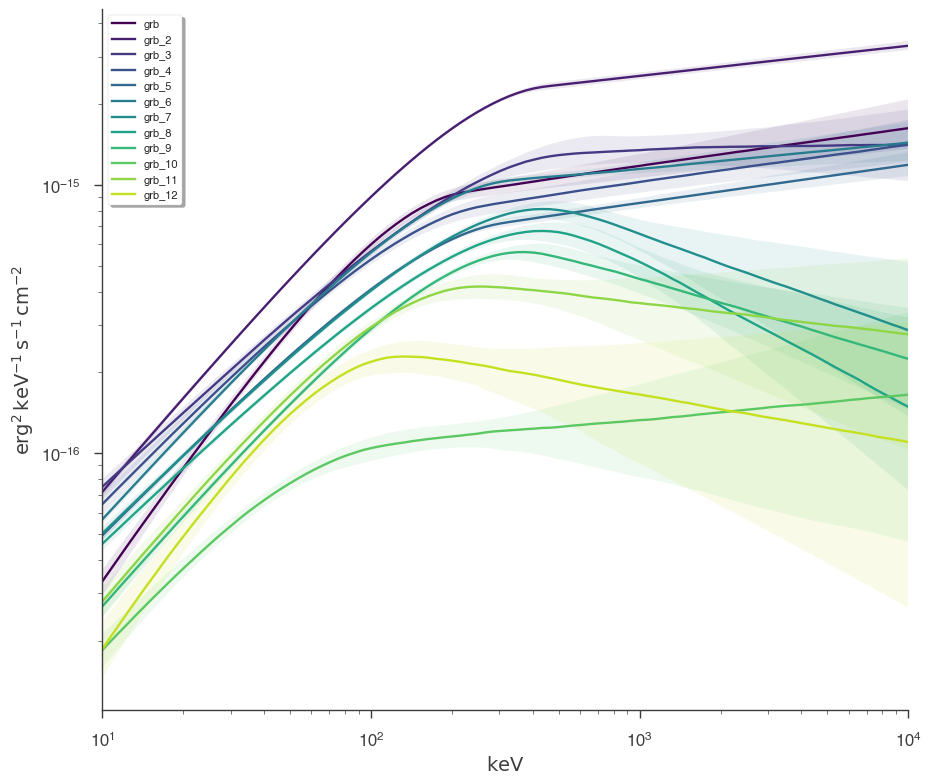 grb
grb_2
grb_3
grb_4
grb_5
grb_6
grb_7
grb_8
grb_9
grb_10
grb_11
grb_12
10⁻¹⁵
10⁻¹⁶
erg² keV⁻¹ s⁻¹ cm⁻²
10¹ 10² 10³ 10⁴
keV